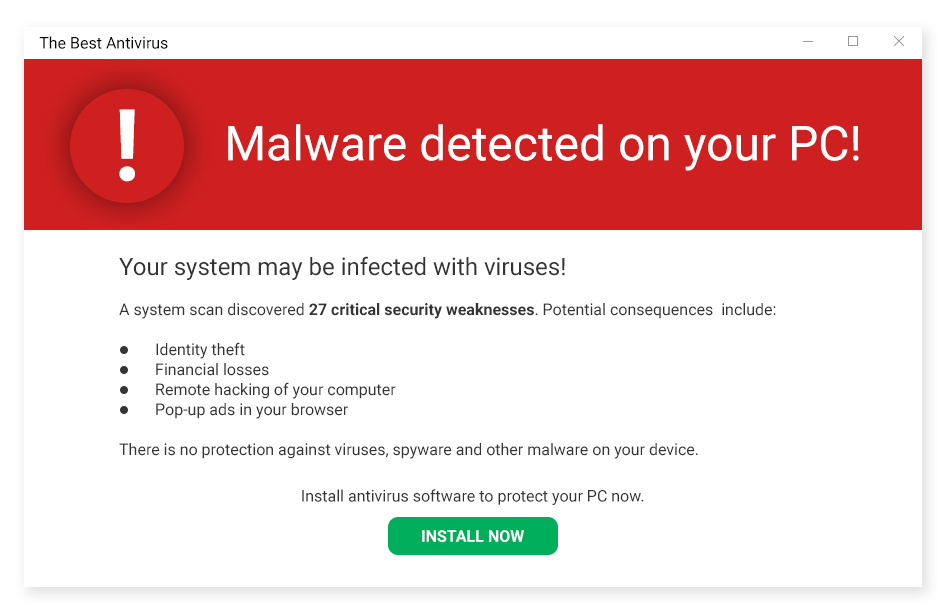 The Best Antivirus
!
Malware detected on your PC!
Your system may be infected with viruses!
A system scan discovered 27 critical security weaknesses. Potential consequences  include:
● Identity theft
● Financial losses
● Remote hacking of your computer
● Pop-up ads in your browser
There is no protection against viruses, spyware and other malware on your device.
Install antivirus software to protect your PC now.
INSTALL NOW